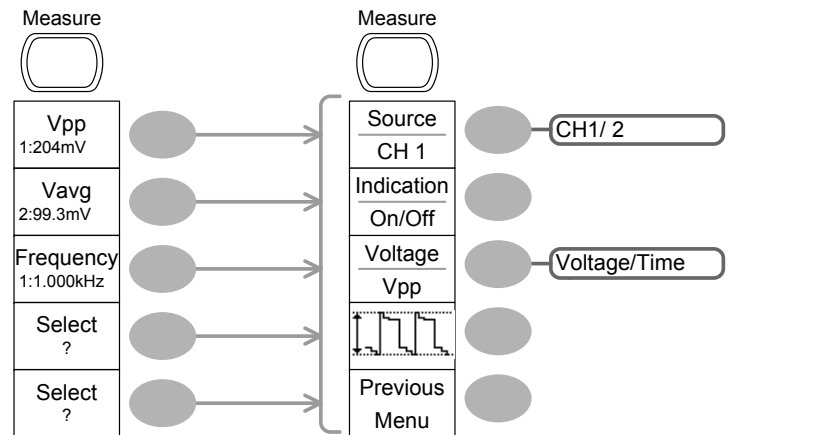 Measure
Vpp
1:204mV
Vavg
2:99.3mV
Frequency
1:1.000kHz
Select
?
Select
?
Measure
Source
CH 1
Indication
On/Off
Voltage
Vpp
Previous
Menu
CH1/ 2
Voltage/Time